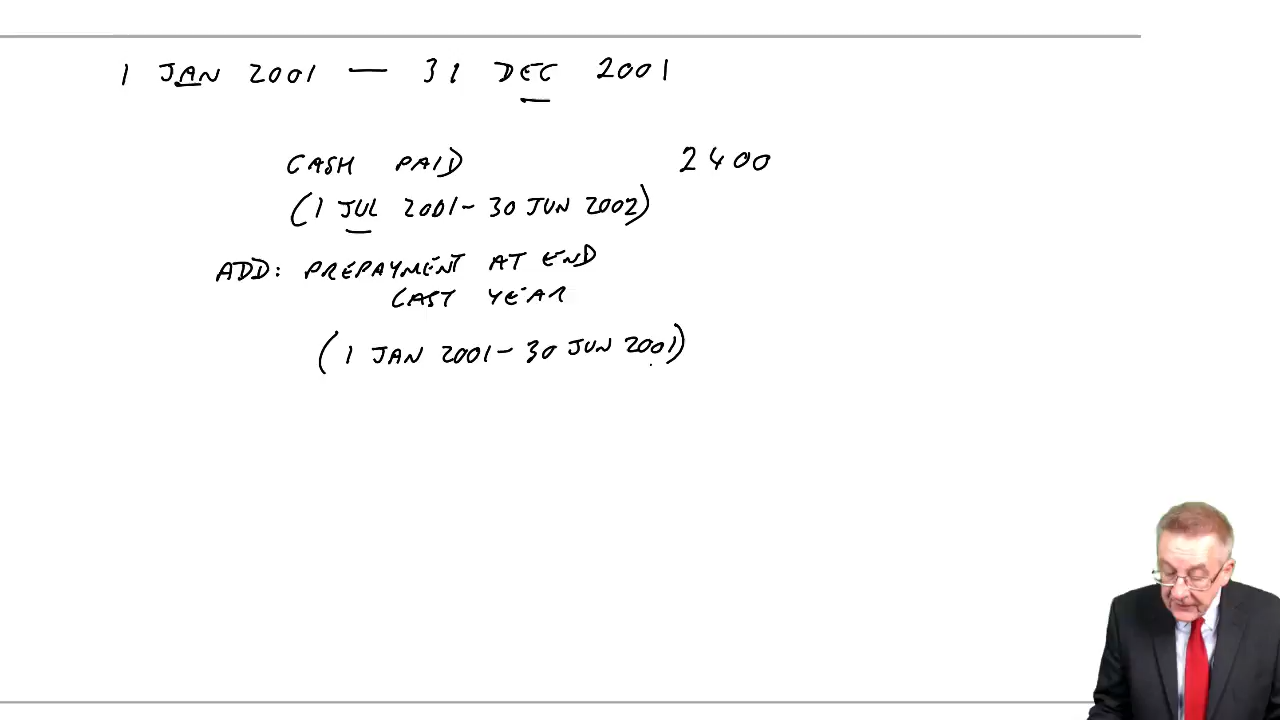 1 JAN 2001 — 31 DEC 2001
CASH PAID 2400
(1 JUL 2001 - 30 JUN 2002)
ADD: PREPAYMENT AT END
LAST YEAR
(1 JAN 2001 - 30 JUN 2001)